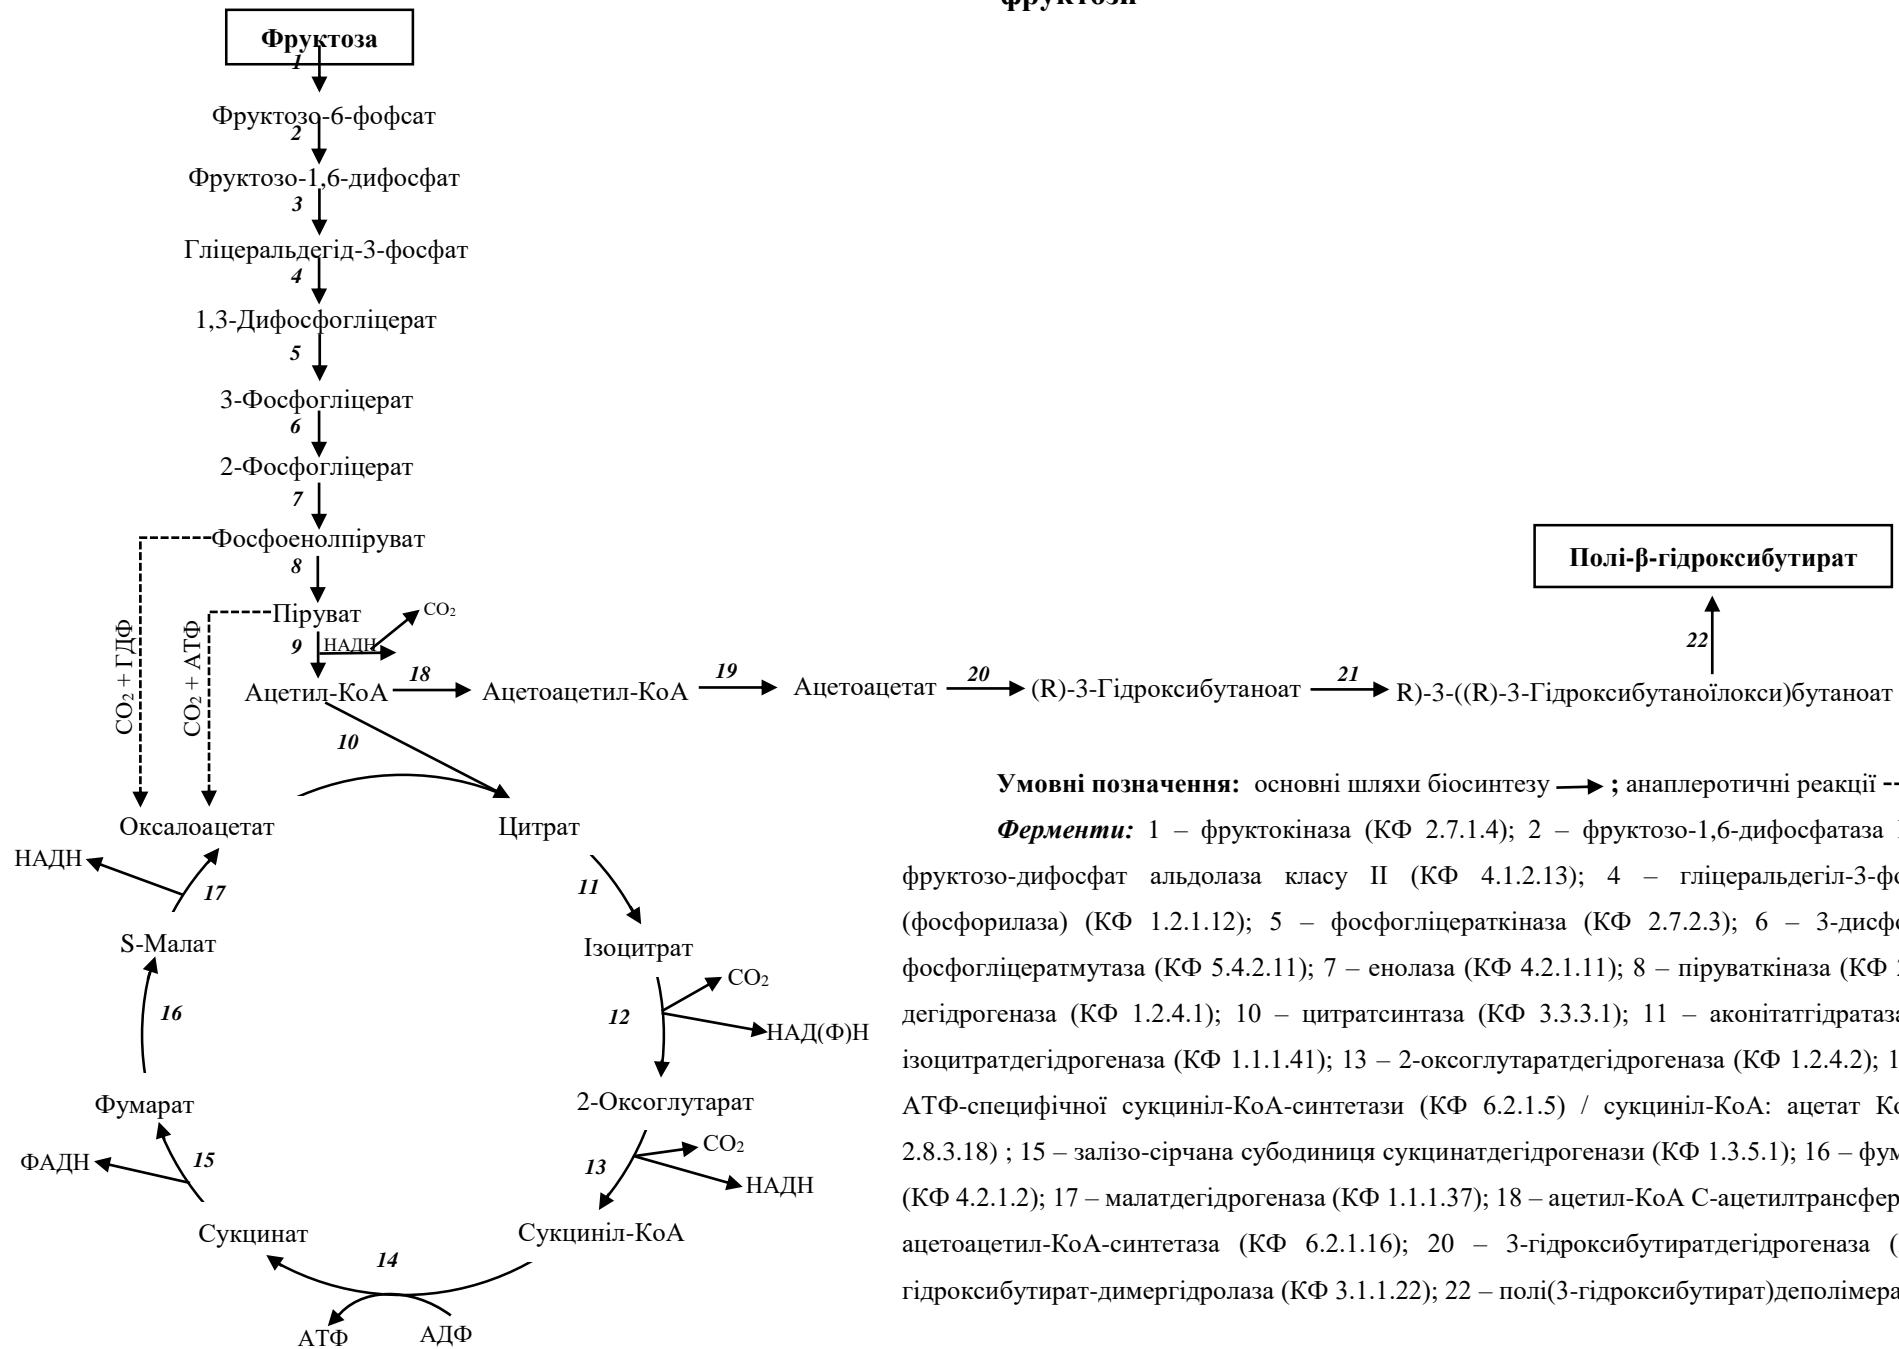 фруктози
Фруктоза
1
Фруктозо-6-фофсат
2
Фруктозо-1,6-дифосфат
3
Гліцеральдегід-3-фосфат
4
1,3-Дифосфогліцерат
5
3-Фосфогліцерат
6
2-Фосфогліцерат
7
Фосфоенолпіруват
8
Піруват
CO2
9
НАДН
CO2 + ГДФ
CO2 + АТФ
Ацетил-КоА
18
Ацетоацетил-КоА
19
Ацетоацетат
20
(R)-3-Гідроксибутаноат
21
R)-3-((R)-3-Гідроксибутаноїлокси)бутаноат
22
Полі-β-гідроксибутират
10
Оксалоацетат
Цитрат
НАДН
17
11
S-Малат
Ізоцитрат
CO2
16
12
НАД(Ф)Н
Фумарат
2-Оксоглутарат
CO2
ФАДН
15
13
НАДН
Сукцинат
Сукциніл-КоА
14
АТФ
АДФ
Умовні позначення: основні шляхи біосинтезу ; анаплеротичні реакції
Ферменти: 1 – фруктокіназа (КФ 2.7.1.4); 2 – фруктозо-1,6-дифосфатаза
фруктозо-дифосфат альдолаза класу II (КФ 4.1.2.13); 4 – гліцеральдегіл-3-фо
(фосфорилаза) (КФ 1.2.1.12); 5 – фосфогліцераткіназа (КФ 2.7.2.3); 6 – 3-дисфо
фосфогліцератмутаза (КФ 5.4.2.11); 7 – енолаза (КФ 4.2.1.11); 8 – піруваткіназа (КФ
дегідрогеназа (КФ 1.2.4.1); 10 – цитратсинтаза (КФ 3.3.3.1); 11 – аконітатгідратаза
ізоцитратдегідрогеназа (КФ 1.1.1.41); 13 – 2-оксоглутаратдегідрогеназа (КФ 1.2.4.2); 1
АТФ-специфічної сукциніл-КоА-синтетази (КФ 6.2.1.5) / сукциніл-КоА: ацетат Ко
2.8.3.18) ; 15 – залізо-сірчана субодиниця сукцинатдегідрогенази (КФ 1.3.5.1); 16 – фум
(КФ 4.2.1.2); 17 – малатдегідрогеназа (КФ 1.1.1.37); 18 – ацетил-КоА С-ацетилтрансфер
ацетоацетил-КоА-синтетаза (КФ 6.2.1.16); 20 – 3-гідроксибутиратдегідрогеназа (
гідроксибутират-димергідролаза (КФ 3.1.1.22); 22 – полі(3-гідроксибутират)деполімера